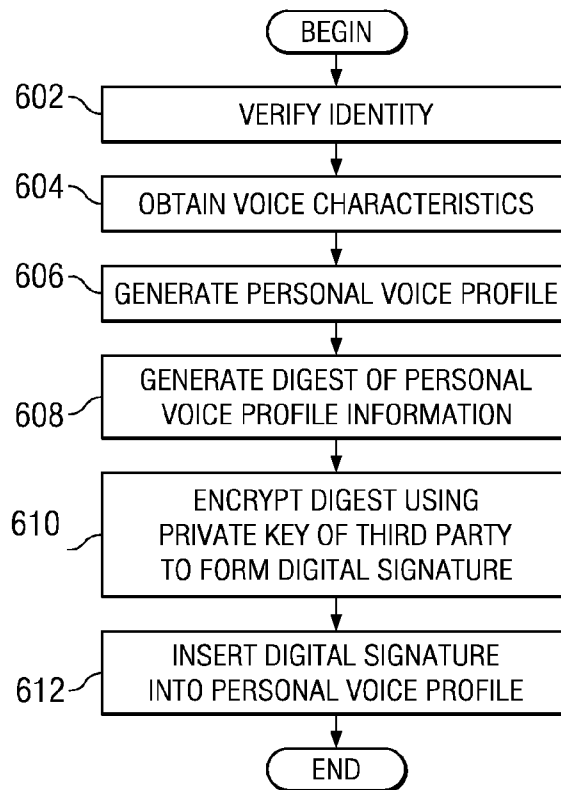 BEGIN
602
VERIFY IDENTITY
604
OBTAIN VOICE CHARACTERISTICS
606
GENERATE PERSONAL VOICE PROFILE
608
GENERATE DIGEST OF PERSONAL
VOICE PROFILE INFORMATION
610
ENCRYPT DIGEST USING
PRIVATE KEY OF THIRD PARTY
TO FORM DIGITAL SIGNATURE
612
INSERT DIGITAL SIGNATURE
INTO PERSONAL VOICE PROFILE
END